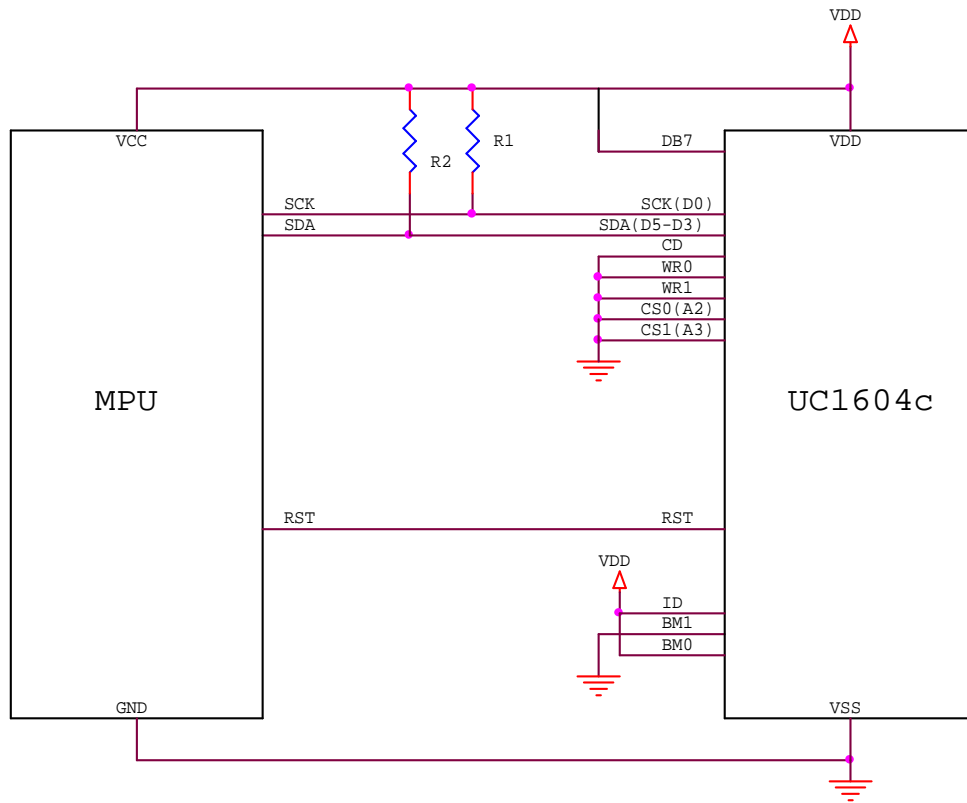 VDD
VCC
R2
R1
DB7
VDD
SCK
SCK(D0)
SDA
SDA(D5-D3)
CD
WR0
WR1
CS0(A2)
CS1(A3)
MPU
UC1604c
RST
RST
VDD
ID
BM1
BM0
GND
VSS